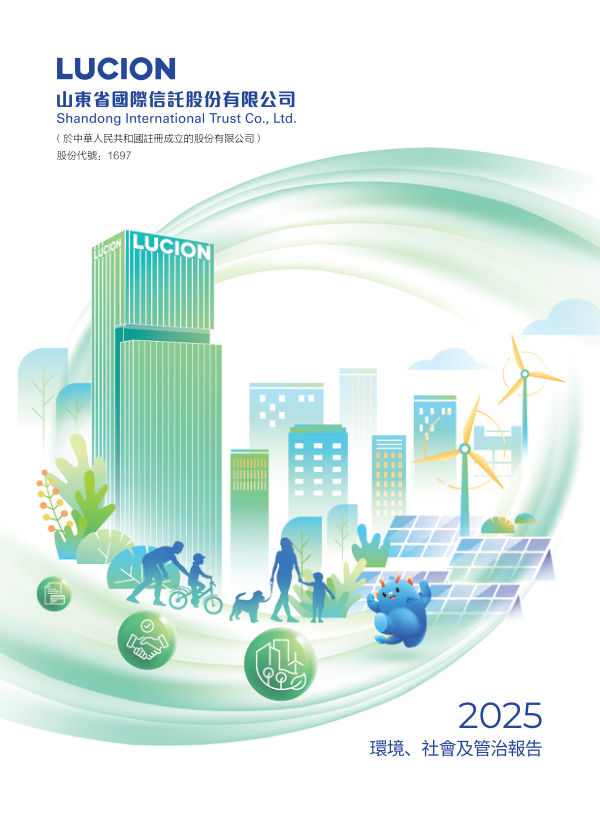 LUCION
山東省國際信託股份有限公司
Shandong International Trust Co., Ltd.
（於中華人民共和國註冊成立的股份有限公司）
股份代號：1697
LUCION
LUCION
2025
環境、社會及管治報告